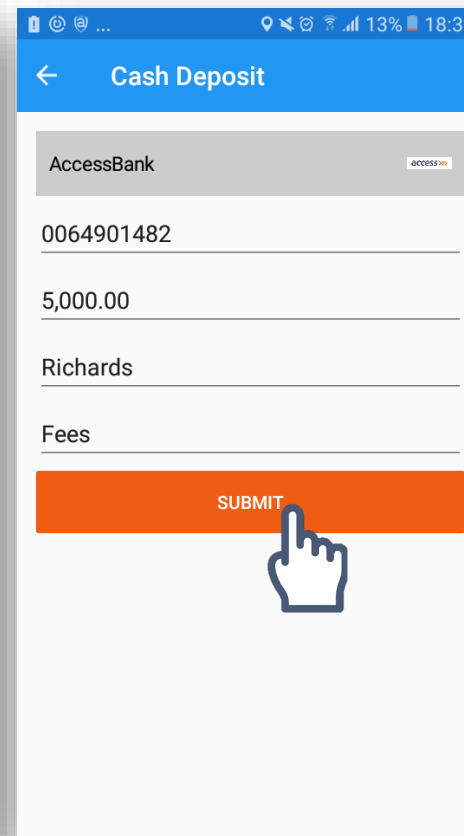 ... 13% 18:3
Cash Deposit
AccessBank access
0064901482
5,000.00
Richards
Fees
SUBMIT